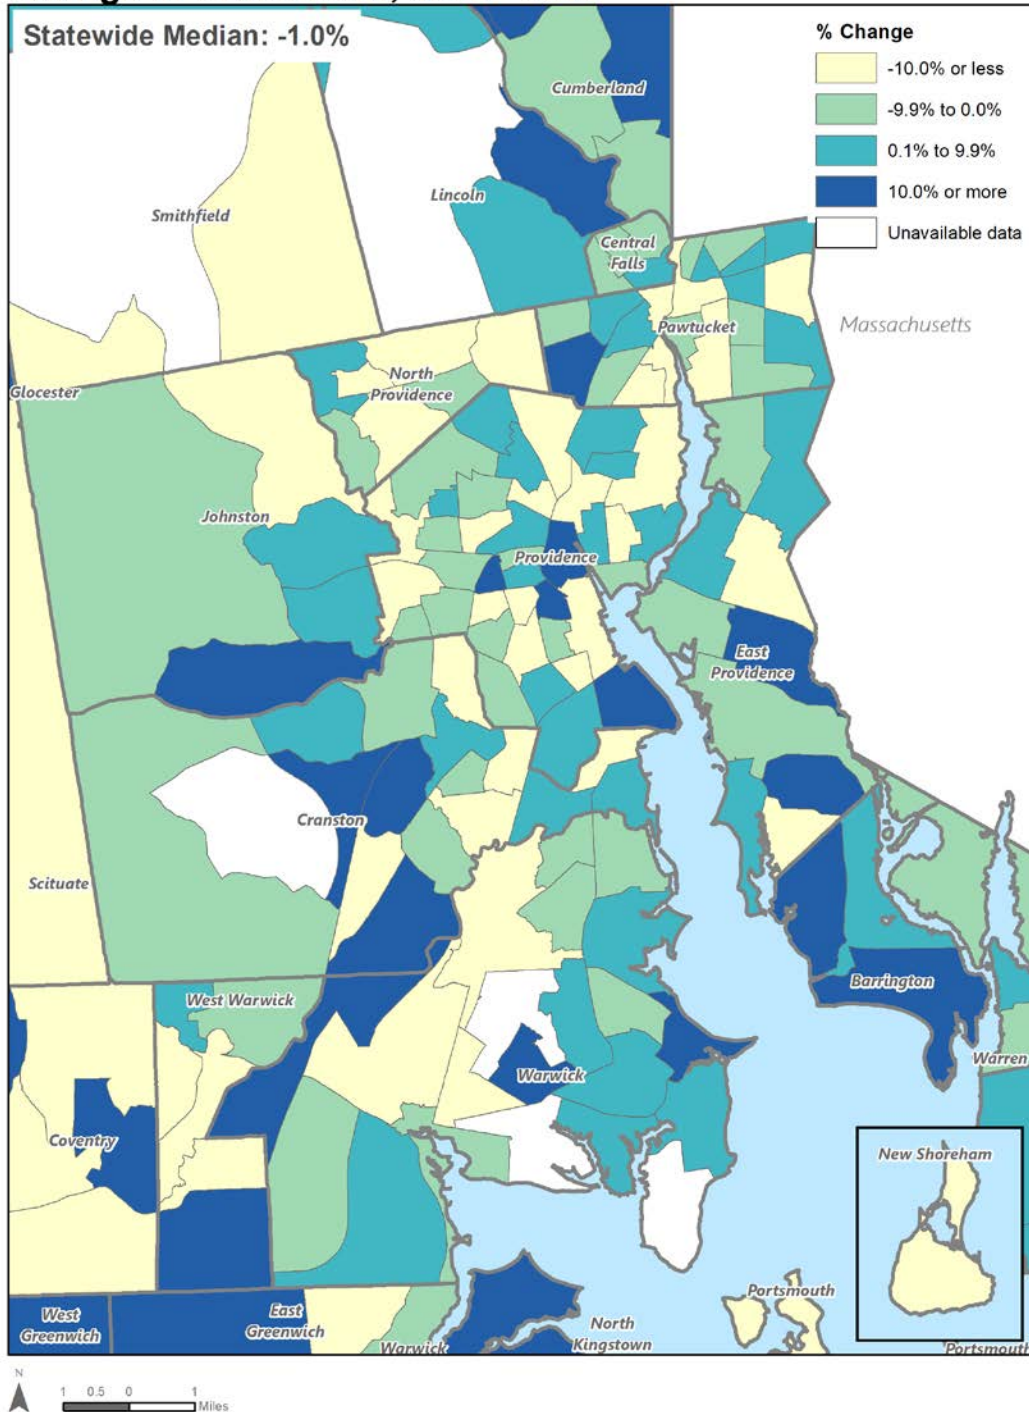 Statewide Median: -1.0%
% Change
-10.0% or less
-9.9% to 0.0%
0.1% to 9.9%
10.0% or more
Unavailable data
Cumberland
Smithfield
Lincoln
Central
Falls
Pawtucket
Massachusetts
Glocester
North
Providence
Johnston
Providence
East
Providence
Cranston
Scituate
West Warwick
Barrington
Warwick
Warren
Coventry
New Shoreham
West
Greenwich
East
Greenwich
Warwick
North
Kingstown
Portsmouth
Portsmouth
N
1 0.5 0 1
Miles